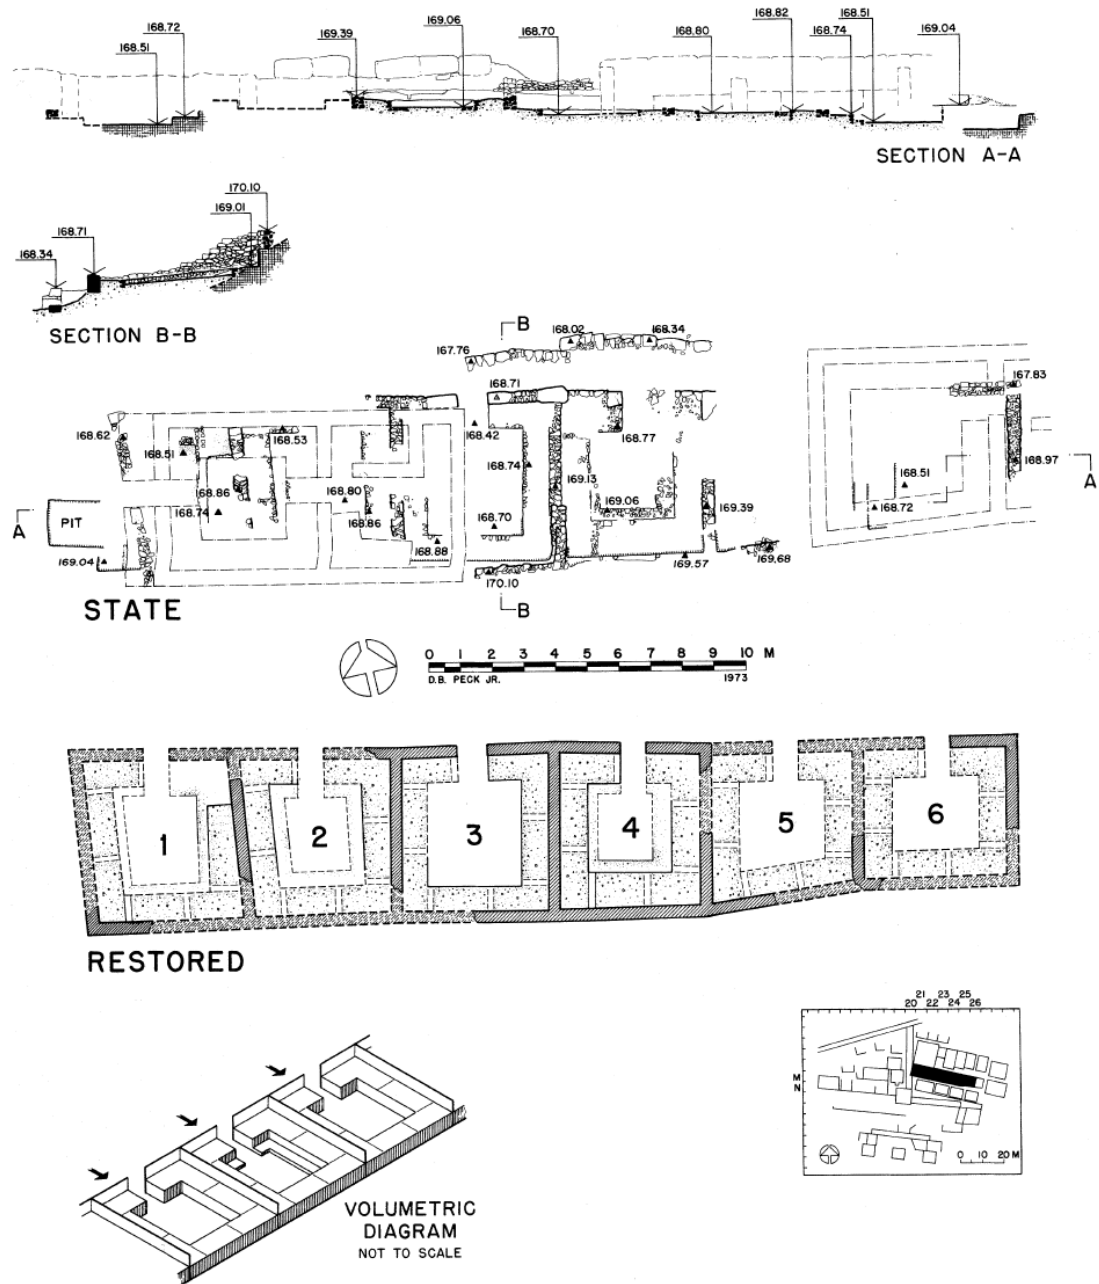 168.51
168.72
169.39
169.06
168.70
168.80
168.82
168.74
168.51
169.04
SECTION A-A
170.10
169.01
168.71
168.34
SECTION B-B
B
168.02
168.34
167.76
168.71
167.83
168.62
168.53
168.42
168.77
168.51
168.74
168.97
168.86
168.80
169.13
168.51
A
168.74
168.86
169.06
169.39
168.72
A
PIT
168.70
168.88
169.04
169.57
169.68
170.10
B
STATE
0 1 2 3 4 5 6 7 8 9 10 M
D.B. PECK JR. 1973
1 2 3 4 5 6
RESTORED
VOLUMETRIC
DIAGRAM
NOT TO SCALE
21 23 25
20 22 24 26
M
N
0 10 20 M